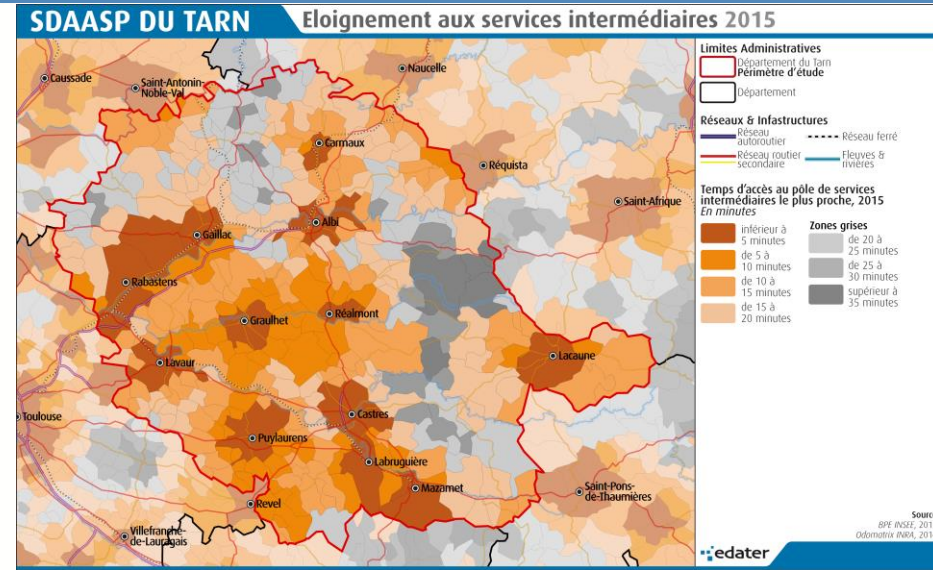 SDAASP DU TARN
Eloignement aux services intermédiaires 2015
Caussade
Saint-Antonin-
Noble-Val
Naucelle
Carmaux
Réquista
Saint-Afrique
Albi
Gaillac
Rabastens
Graulhet
Réalmont
Lacaune
Lavaur
Toulouse
Castres
Puylaurens
Labruguière
Mazamet
Saint-Pons-
de-Thaumières
Revel
Villefranche-
de-Lauragais
Limites Administratives
Département du Tarn
Périmètre d'étude
Département
Réseaux & Infastructures
Réseau
autoroutier
Réseau ferré
Réseau routier
secondaire
Fleuves &
rivières
Temps d'accès au pôle de services
intermédiaires le plus proche, 2015
En minutes
inférieur à
5 minutes
de 5 à
10 minutes
de 10 à
15 minutes
de 15 à
20 minutes
Zones grises
de 20 à
25 minutes
de 25 à
30 minutes
supérieur à
35 minutes
BPE INSEE,
Odomatrix INRA,
edater